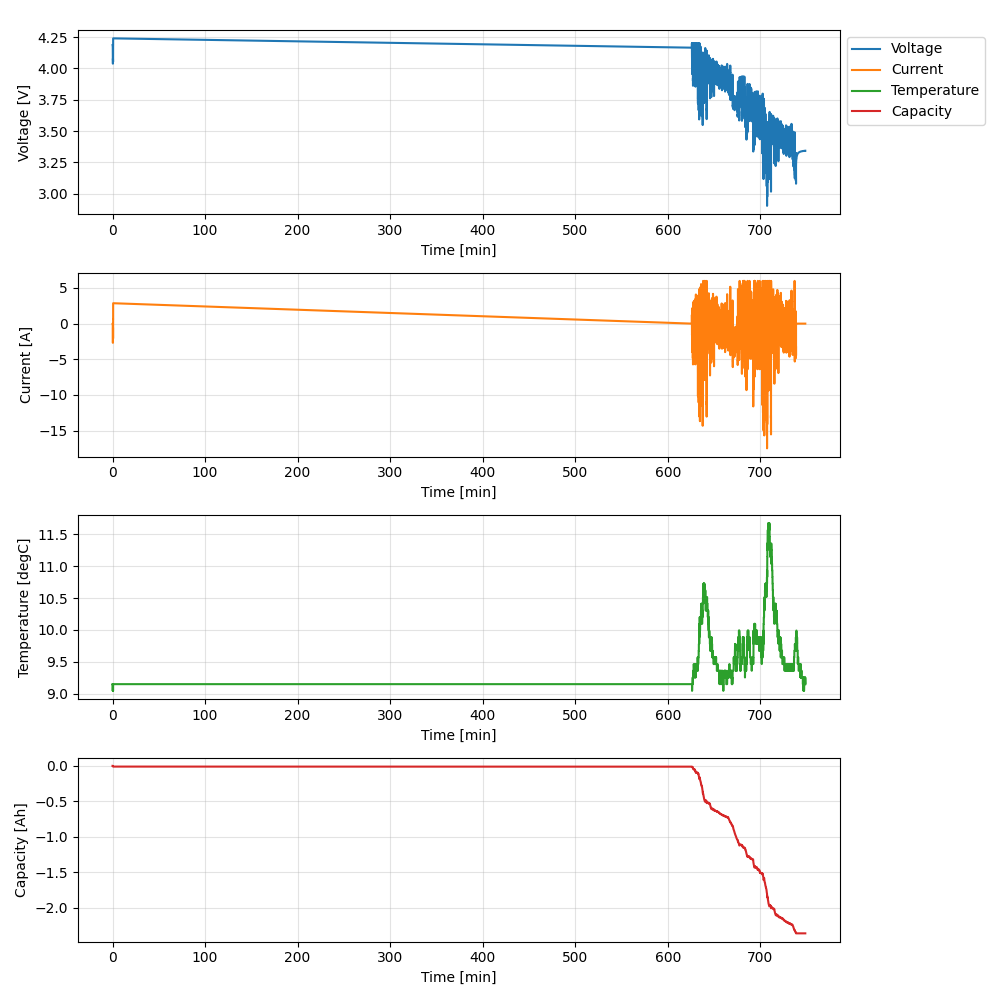 4.25
4.00
3.75
3.50
3.25
3.00
Voltage [V]
0 100 200 300 400 500 600 700
Time [min]
Voltage
Current
Temperature
Capacity
5
0
−5
−10
−15
Current [A]
0 100 200 300 400 500 600 700
Time [min]
11.5
11.0
10.5
10.0
9.5
9.0
Temperature [degC]
0 100 200 300 400 500 600 700
Time [min]
0.0
−0.5
−1.0
−1.5
−2.0
Capacity [Ah]
0 100 200 300 400 500 600 700
Time [min]